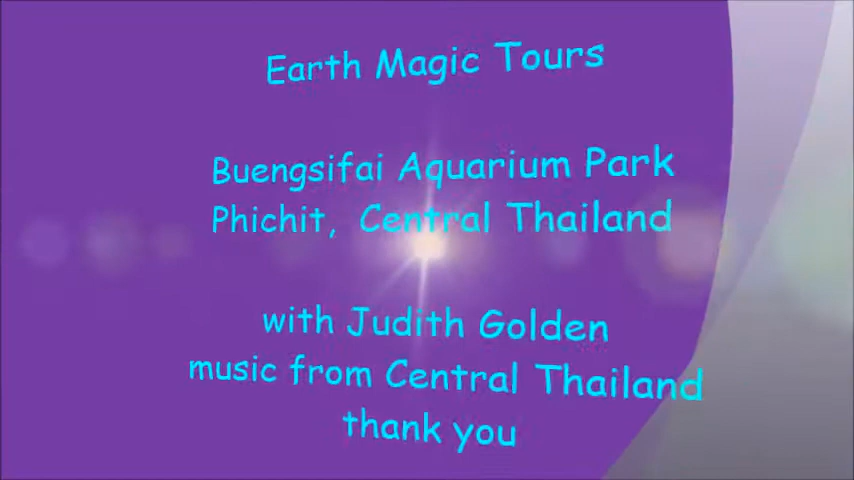 Earth Magic Tours
Buengsifai Aquarium Park
Phichit, Central Thailand
with Judith Golden
music from Central Thailand
thank you